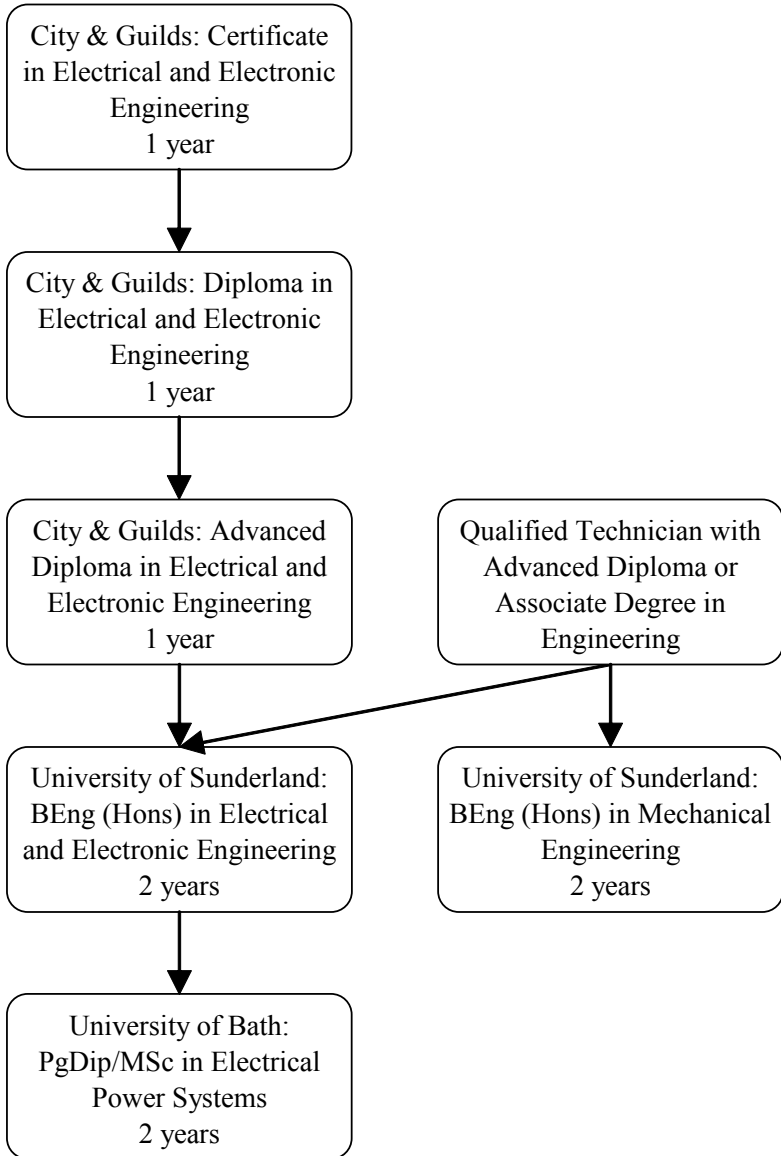 City & Guilds: Certificate
in Electrical and Electronic
Engineering
1 year
City & Guilds: Diploma in
Electrical and Electronic
Engineering
1 year
City & Guilds: Advanced
Diploma in Electrical and
Electronic Engineering
1 year
Qualified Technician with
Advanced Diploma or
Associate Degree in
Engineering
University of Sunderland:
BEng (Hons) in Electrical
and Electronic Engineering
2 years
University of Sunderland:
BEng (Hons) in Mechanical
Engineering
2 years
University of Bath:
PgDip/MSc in Electrical
Power Systems
2 years